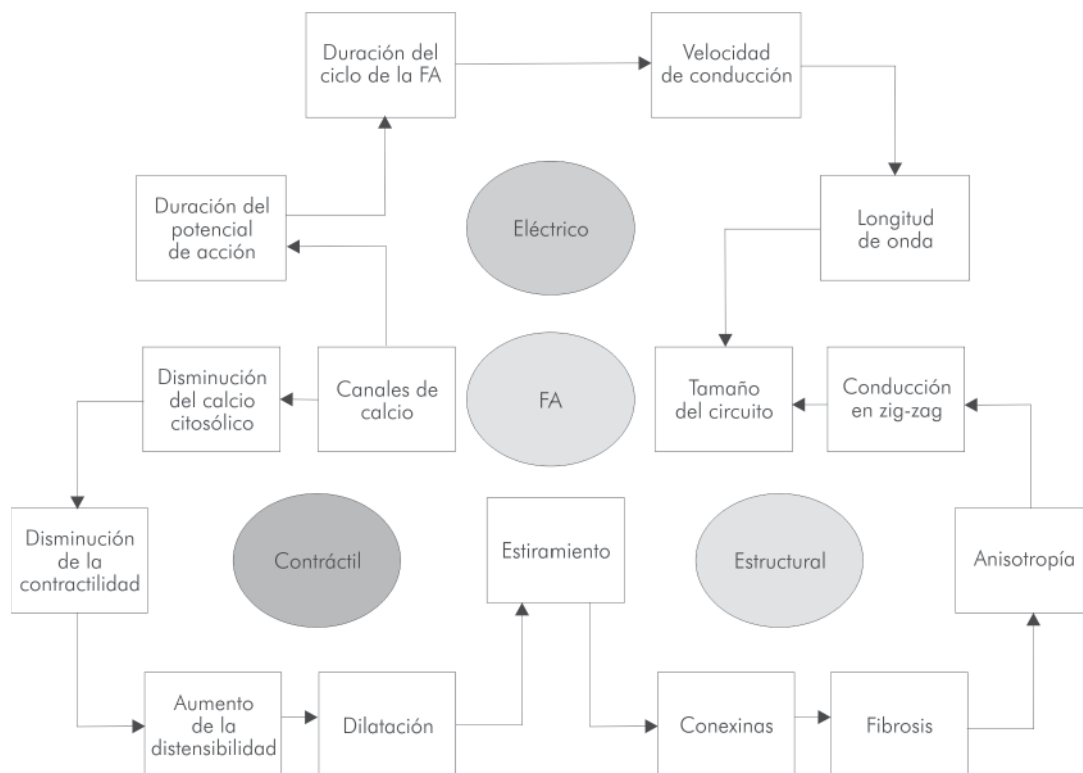 Duración del
ciclo de la FA
Velocidad
de conducción
Duración del
potencial
de acción
Eléctrico
Longitud
de onda
Disminución
del calcio
citosólico
Canales de
calcio
FA
Tamaño
del circuito
Conducción
en zig-zag
Disminución
de la
contractilidad
Contráctil
Estiramiento
Estructural
Anisotropía
Aumento
de la
distensibilidad
Dilatación
Conexinas
Fibrosis